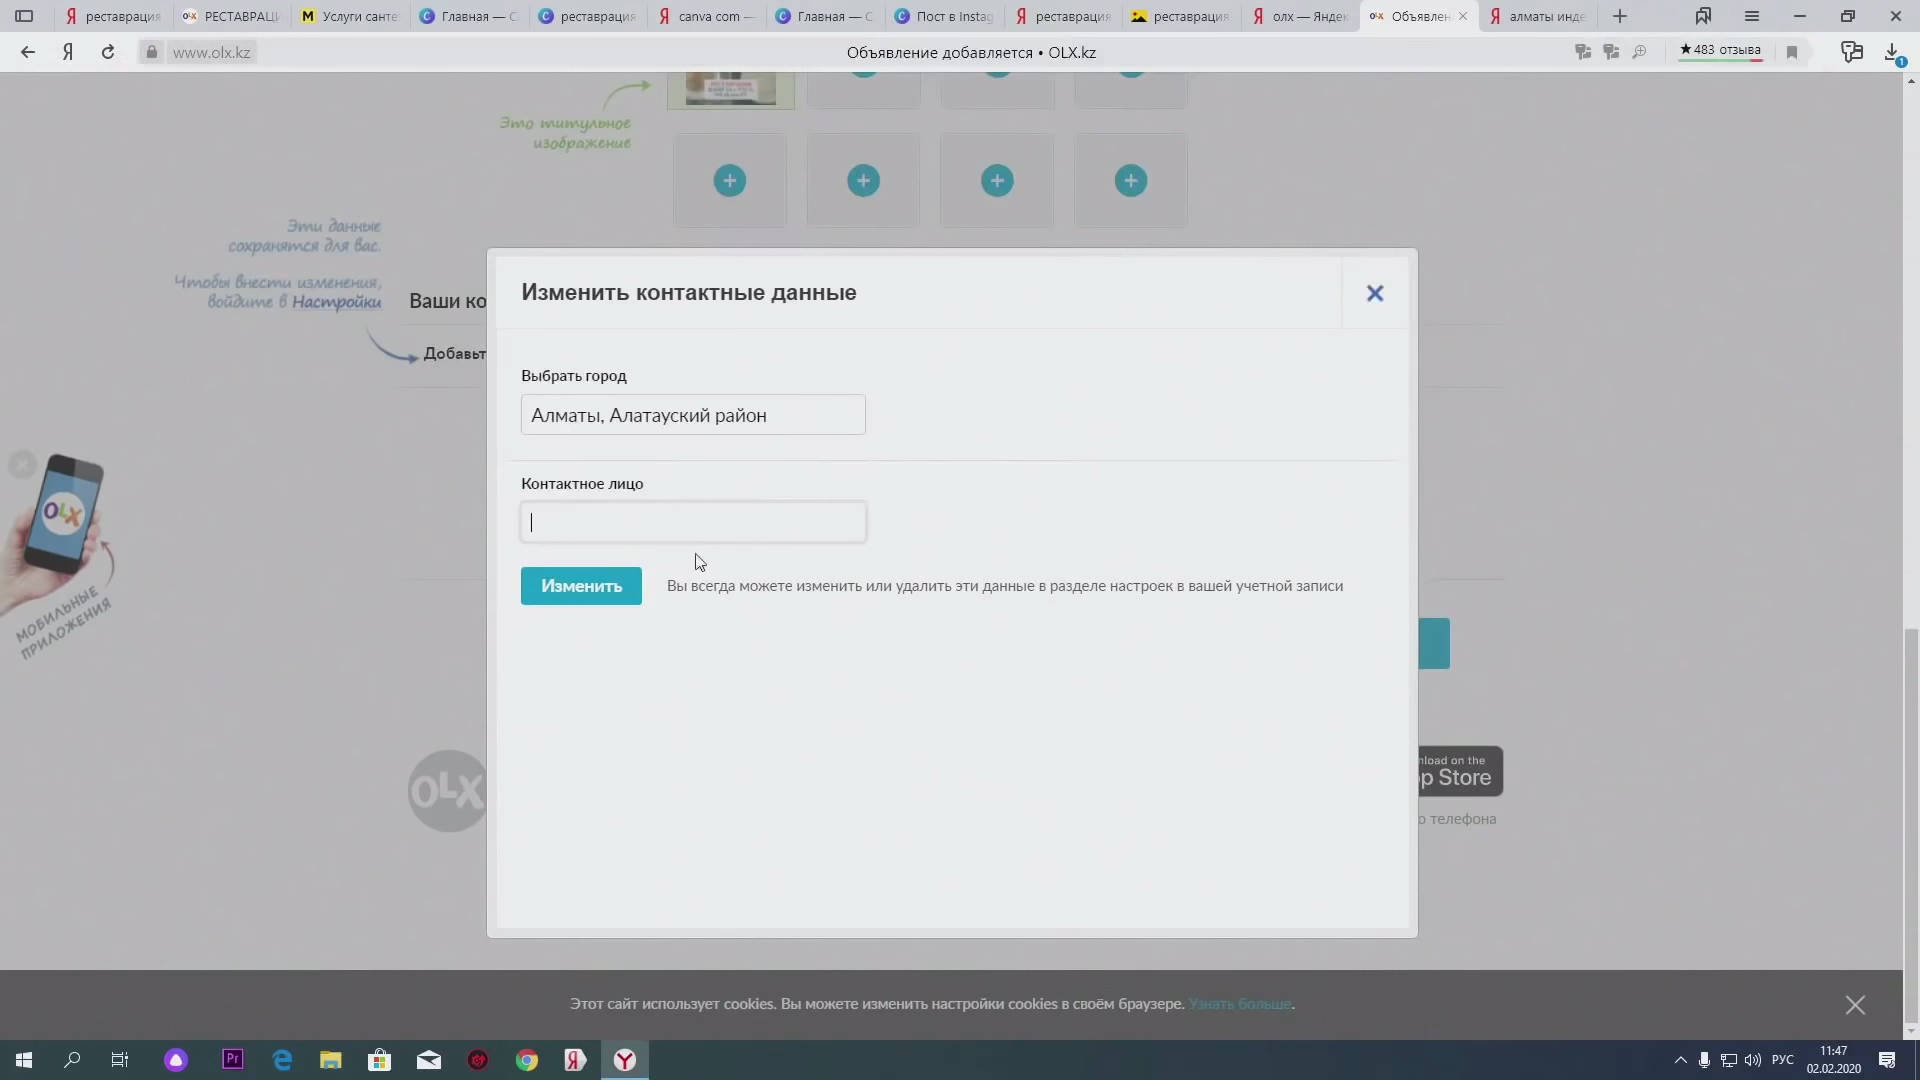 реставрация
РЕСТАВРАЦИ
Услуги санте
Главная — С
реставрация
canva com —
Главная — С
Пост в Instag
реставрация
реставрация
олх — Яндек
Объявлен
алматы инде
www.olx.kz
Объявление добавляется • OLX.kz
★483 отзыва
1
Это титульное
изображение
Эти данные
сохранятся для вас.
Чтобы внести изменения,
войдите в Настройки
Ваши ко
Добавьт
Изменить контактные данные
Выбрать город
Алматы, Алатауский район
Контактное лицо
Изменить
Вы всегда можете изменить или удалить эти данные в разделе настроек в вашей учетной записи
OLX
МОБИЛЬНЫЕ
ПРИЛОЖЕНИЯ
OLX
nload on the
p Store
о телефона
Этот сайт использует cookies. Вы можете изменить настройки cookies в своём браузере. Узнать больше.
Pr
РУС
11:47
02.02.2020